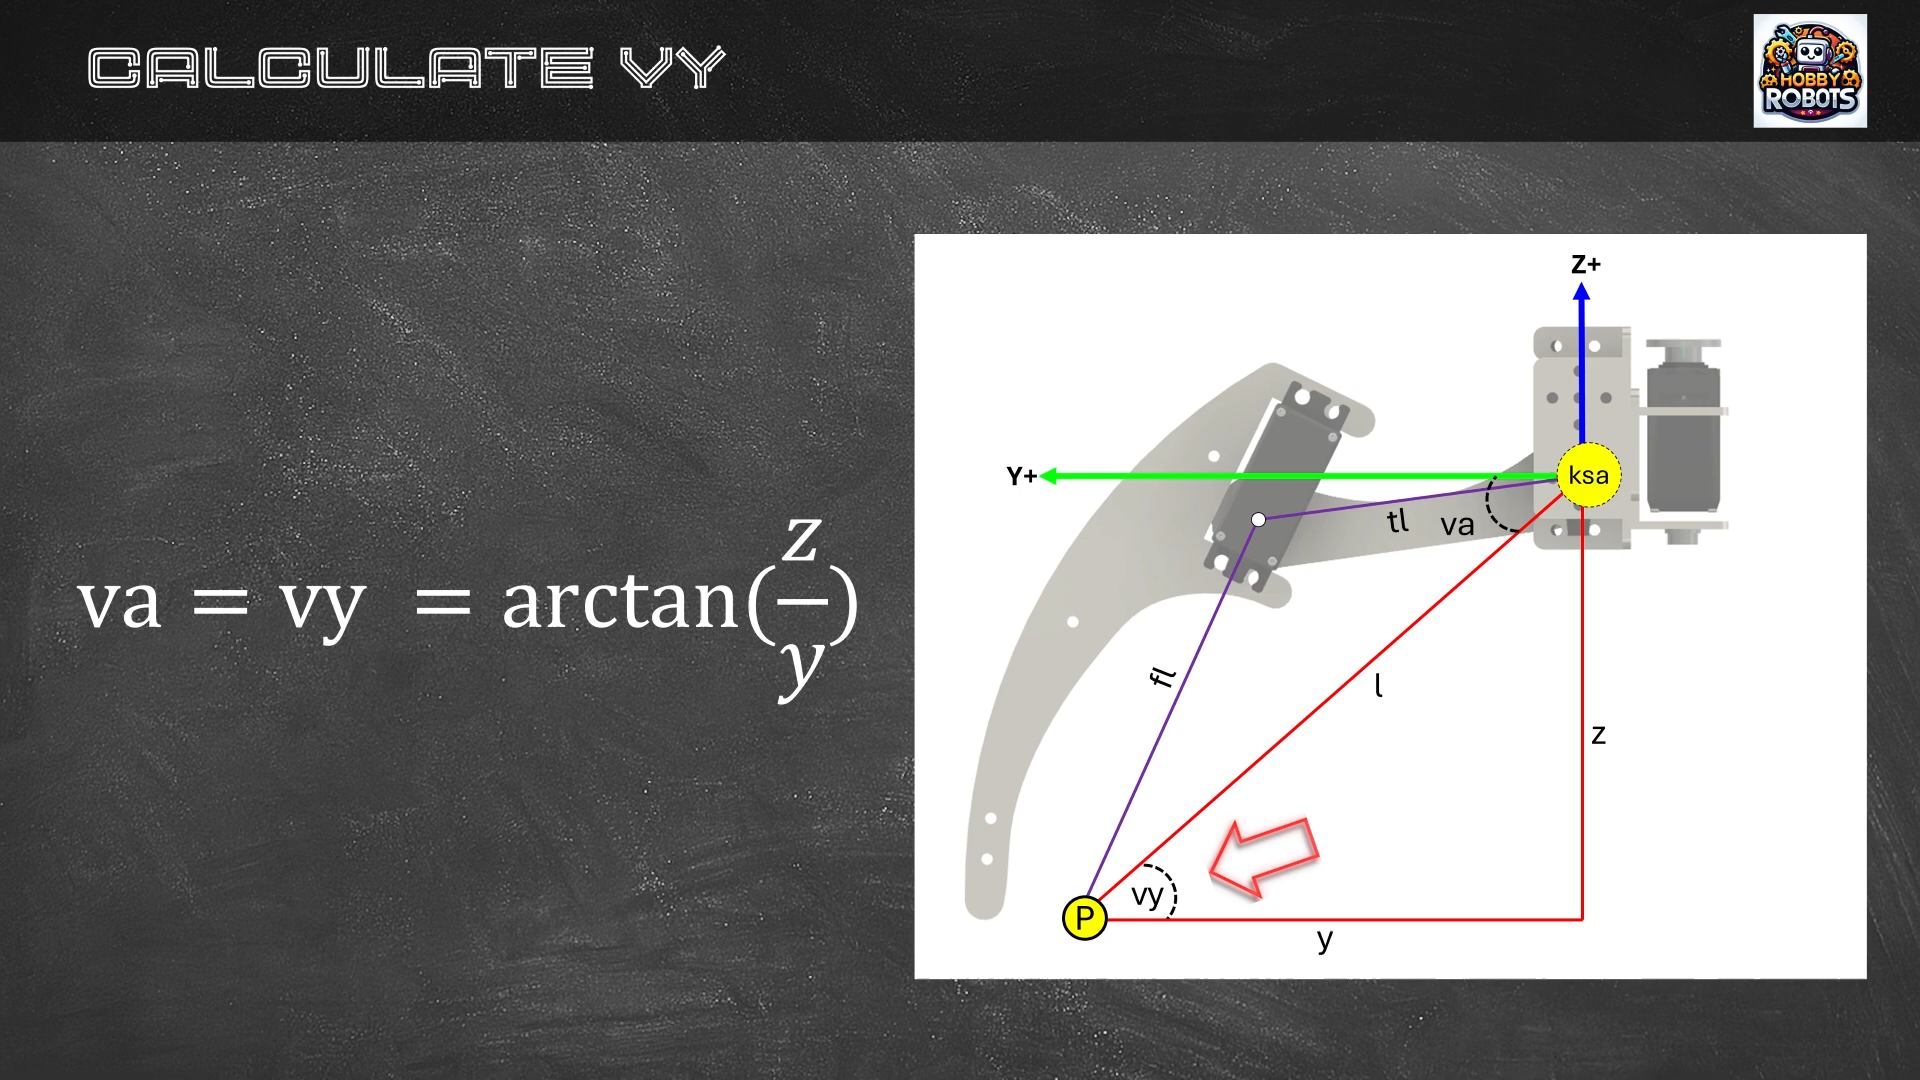 CALCULATE VY
HOBBY
ROBOTS
va = vy = arctan(z/y)
Z+
Y+
ksa
tl
va
fl
l
z
vy
P
y